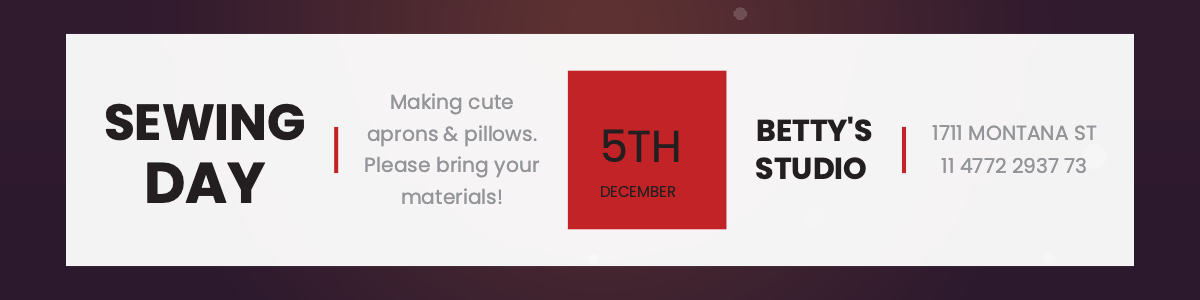 SEWING
DAY
Making cute
aprons & pillows.
Please bring your
materials!
5TH
DECEMBER
BETTY'S
STUDIO
1711 MONTANA ST
11 4772 2937 73